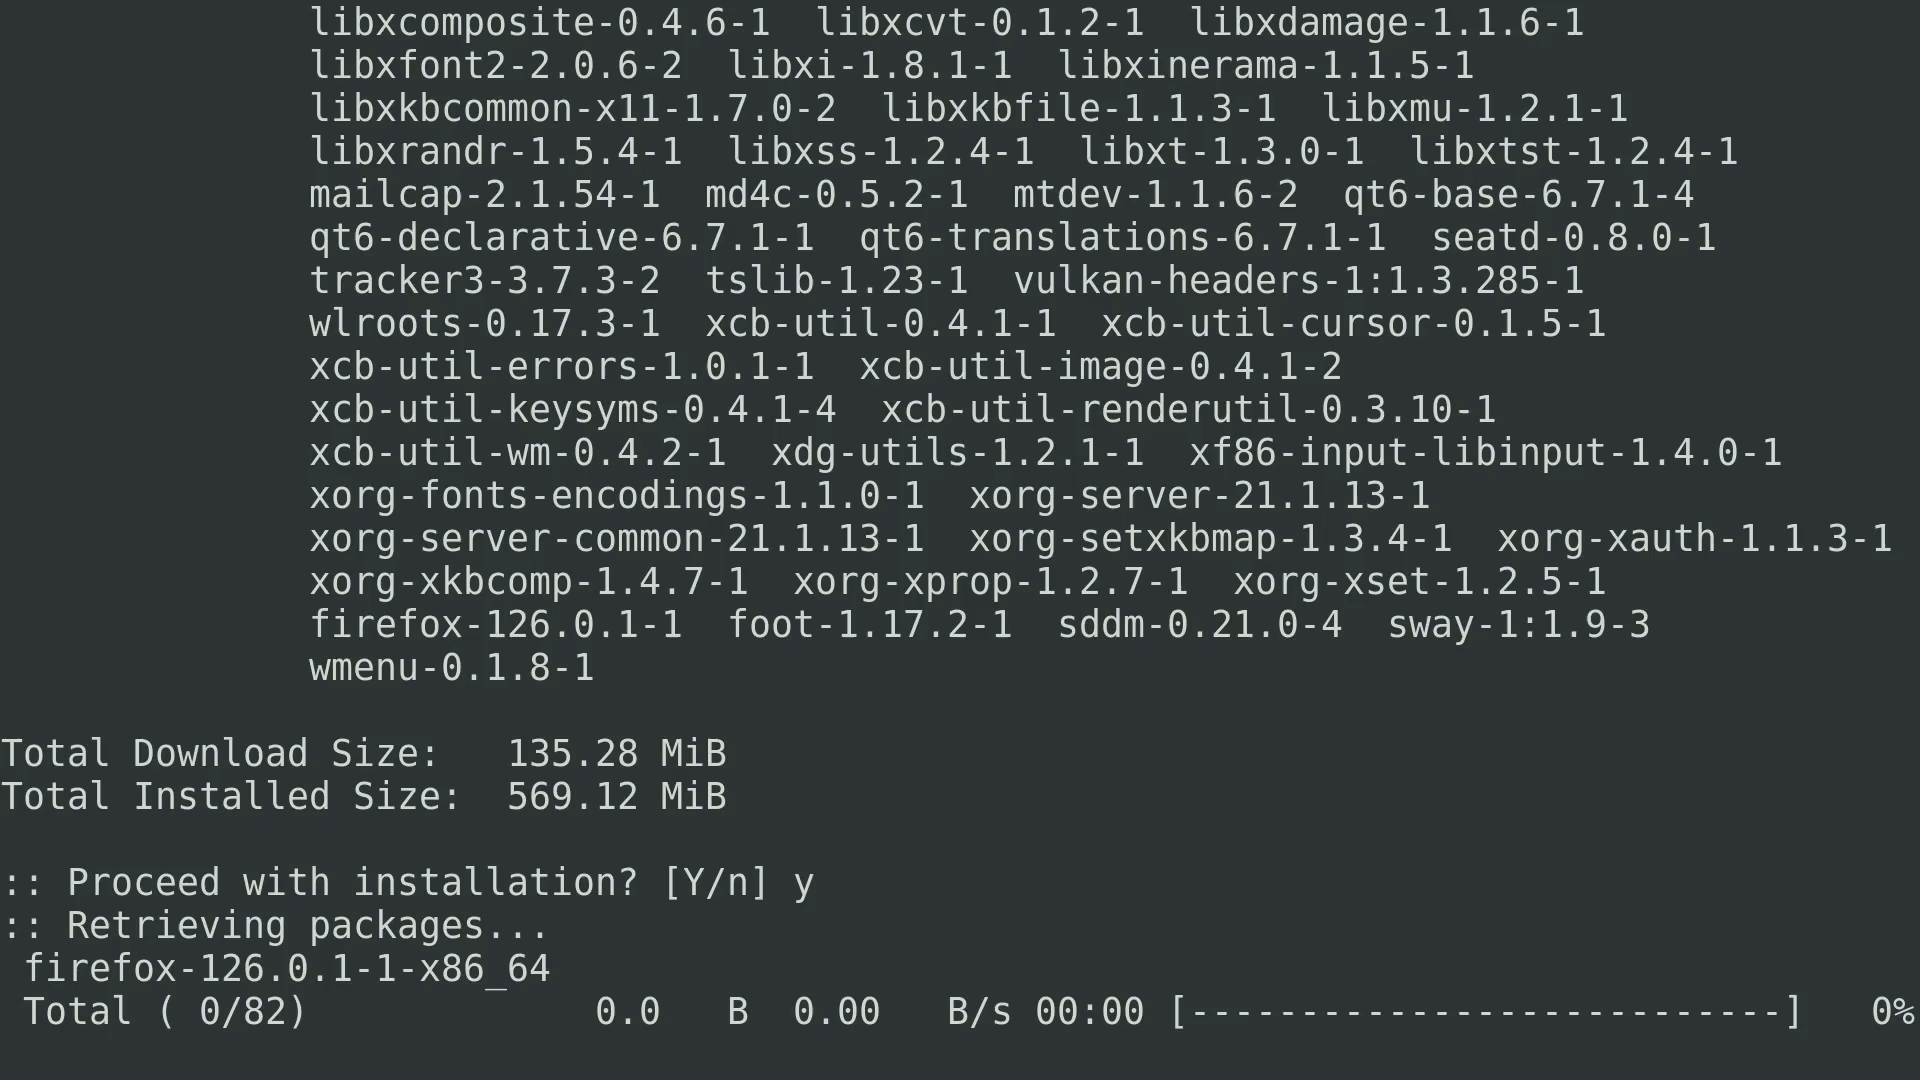 libxcomposite-0.4.6-1  libxcvt-0.1.2-1  libxdamage-1.1.6-1
libxfont2-2.0.6-2  libxi-1.8.1-1  libxinerama-1.1.5-1
libxkbcommon-x11-1.7.0-2  libxkbfile-1.1.3-1  libxmu-1.2.1-1
libxrandr-1.5.4-1  libxss-1.2.4-1  libxt-1.3.0-1  libxtst-1.2.4-1
mailcap-2.1.54-1  md4c-0.5.2-1  mtdev-1.1.6-2  qt6-base-6.7.1-4
qt6-declarative-6.7.1-1  qt6-translations-6.7.1-1  seatd-0.8.0-1
tracker3-3.7.3-2  tslib-1.23-1  vulkan-headers-1:1.3.285-1
wlroots-0.17.3-1  xcb-util-0.4.1-1  xcb-util-cursor-0.1.5-1
xcb-util-errors-1.0.1-1  xcb-util-image-0.4.1-2
xcb-util-keysyms-0.4.1-4  xcb-util-renderutil-0.3.10-1
xcb-util-wm-0.4.2-1  xdg-utils-1.2.1-1  xf86-input-libinput-1.4.0-1
xorg-fonts-encodings-1.1.0-1  xorg-server-21.1.13-1
xorg-server-common-21.1.13-1  xorg-setxkbmap-1.3.4-1  xorg-xauth-1.1.3-1
xorg-xkbcomp-1.4.7-1  xorg-xprop-1.2.7-1  xorg-xset-1.2.5-1
firefox-126.0.1-1  foot-1.17.2-1  sddm-0.21.0-4  sway-1:1.9-3
wmenu-0.1.8-1
Total Download Size:   135.28 MiB
Total Installed Size:  569.12 MiB
:: Proceed with installation? [Y/n] y
:: Retrieving packages...
firefox-126.0.1-1-x86_64
Total ( 0/82)             0.0   B  0.00   B/s 00:00 [---------------------------]   0%